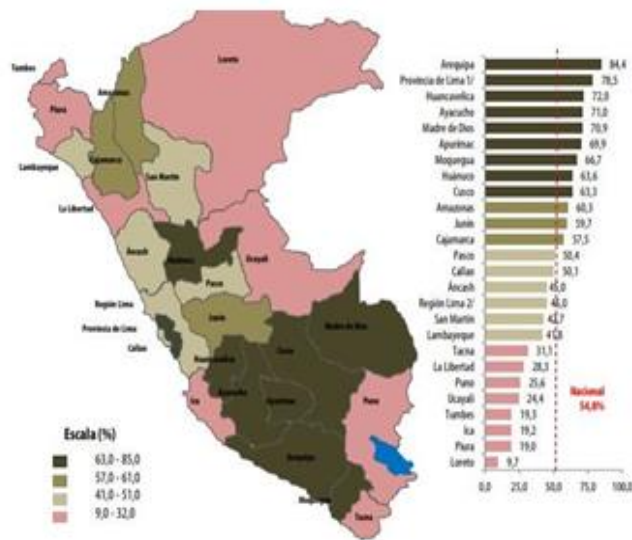 Tumbes
Loreto
Amazonas
Piura
Lambayeque
Cajamarca
San Martín
La Libertad
Áncash
Huánuco
Ucayali
Pasco
Región Lima
Provincia de Lima
Callao
Junín
Madre de Dios
Huancavelica
Cusco
Ica
Ayacucho
Apurímac
Puno
Arequipa
Moquegua
Tacna
Escala (%)
63,0 - 85,0
57,0 - 61,0
41,0 - 51,0
9,0 - 32,0
Arequipa 84,4
Provincia de Lima 1/ 78,5
Huancavelica 72,0
Ayacucho 71,0
Madre de Dios 70,9
Apurímac 69,9
Moquegua 66,7
Huánuco 63,6
Cusco 63,3
Amazonas 60,3
Junín 59,7
Cajamarca 57,5
Pasco 50,4
Callao 50,1
Áncash
Región Lima 2/
San Martín
Lambayeque
Tacna 31,1
La Libertad 28,3
Puno 25,6
Ucayali 24,4
Tumbes 19,3
Ica 19,2
Piura 19,0
Loreto 9,7
Nacional
54,8%
0,0 25,0 50,0 75,0 100,0